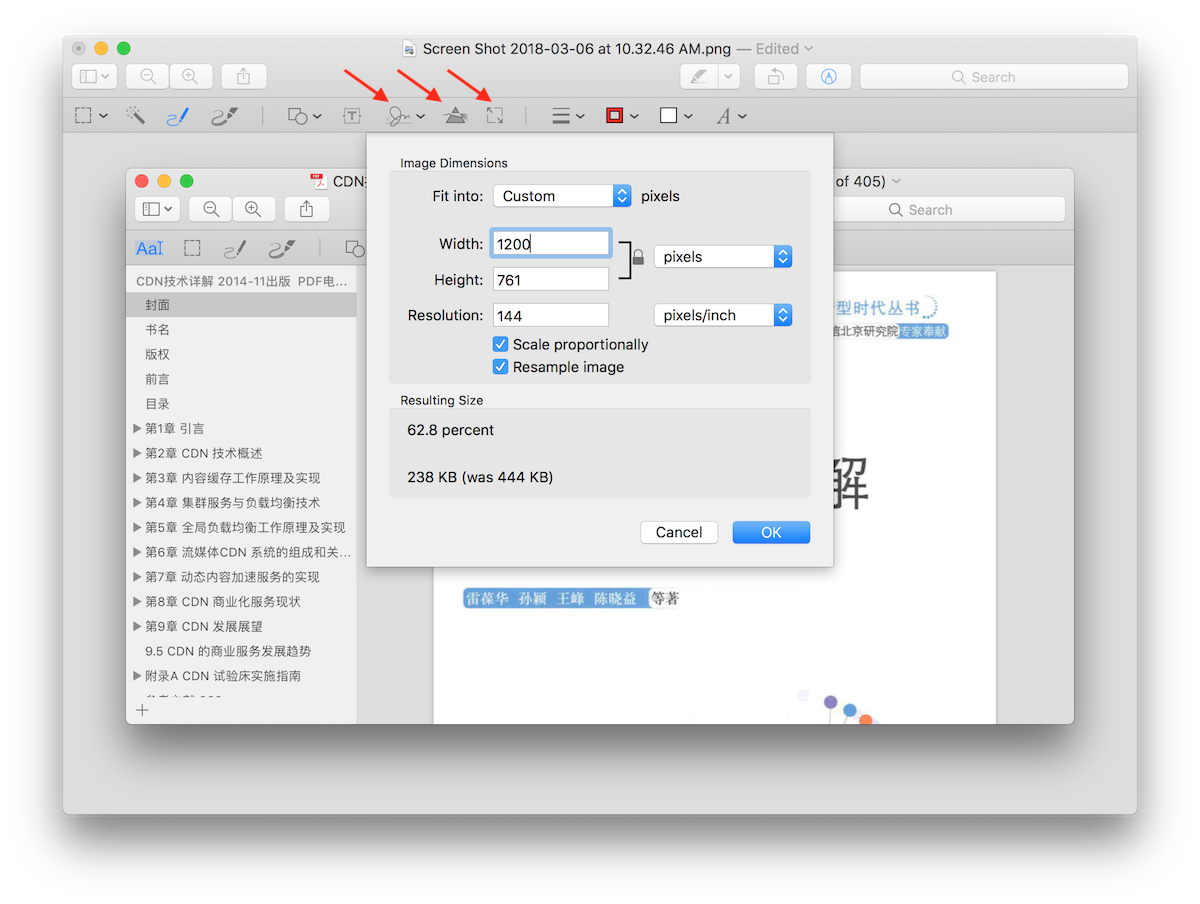 Screen Shot 2018-03-06 at 10.32.46 AM.png — Edited
Search
T
A
CDN
of 405)
Search
AaI
CDN技术详解 2014-11出版 PDF电…
封面
书名
版权
前言
目录
第1章 引言
第2章 CDN 技术概述
第3章 内容缓存工作原理及实现
第4章 集群服务与负载均衡技术
第5章 全局负载均衡工作原理及实现
第6章 流媒体CDN 系统的组成和关…
第7章 动态内容加速服务的实现
第8章 CDN 商业化服务现状
第9章 CDN 发展展望
9.5 CDN 的商业服务发展趋势
附录A CDN 试验床实施指南
Image Dimensions
Fit into: Custom pixels
Width: 1200
pixels
Height: 761
Resolution: 144 pixels/inch
Scale proportionally
Resample image
Resulting Size
62.8 percent
238 KB (was 444 KB)
Cancel OK
型时代丛书
北京研究院专家奉献
解
雷葆华 孙颖 王峰 陈晓益 等著